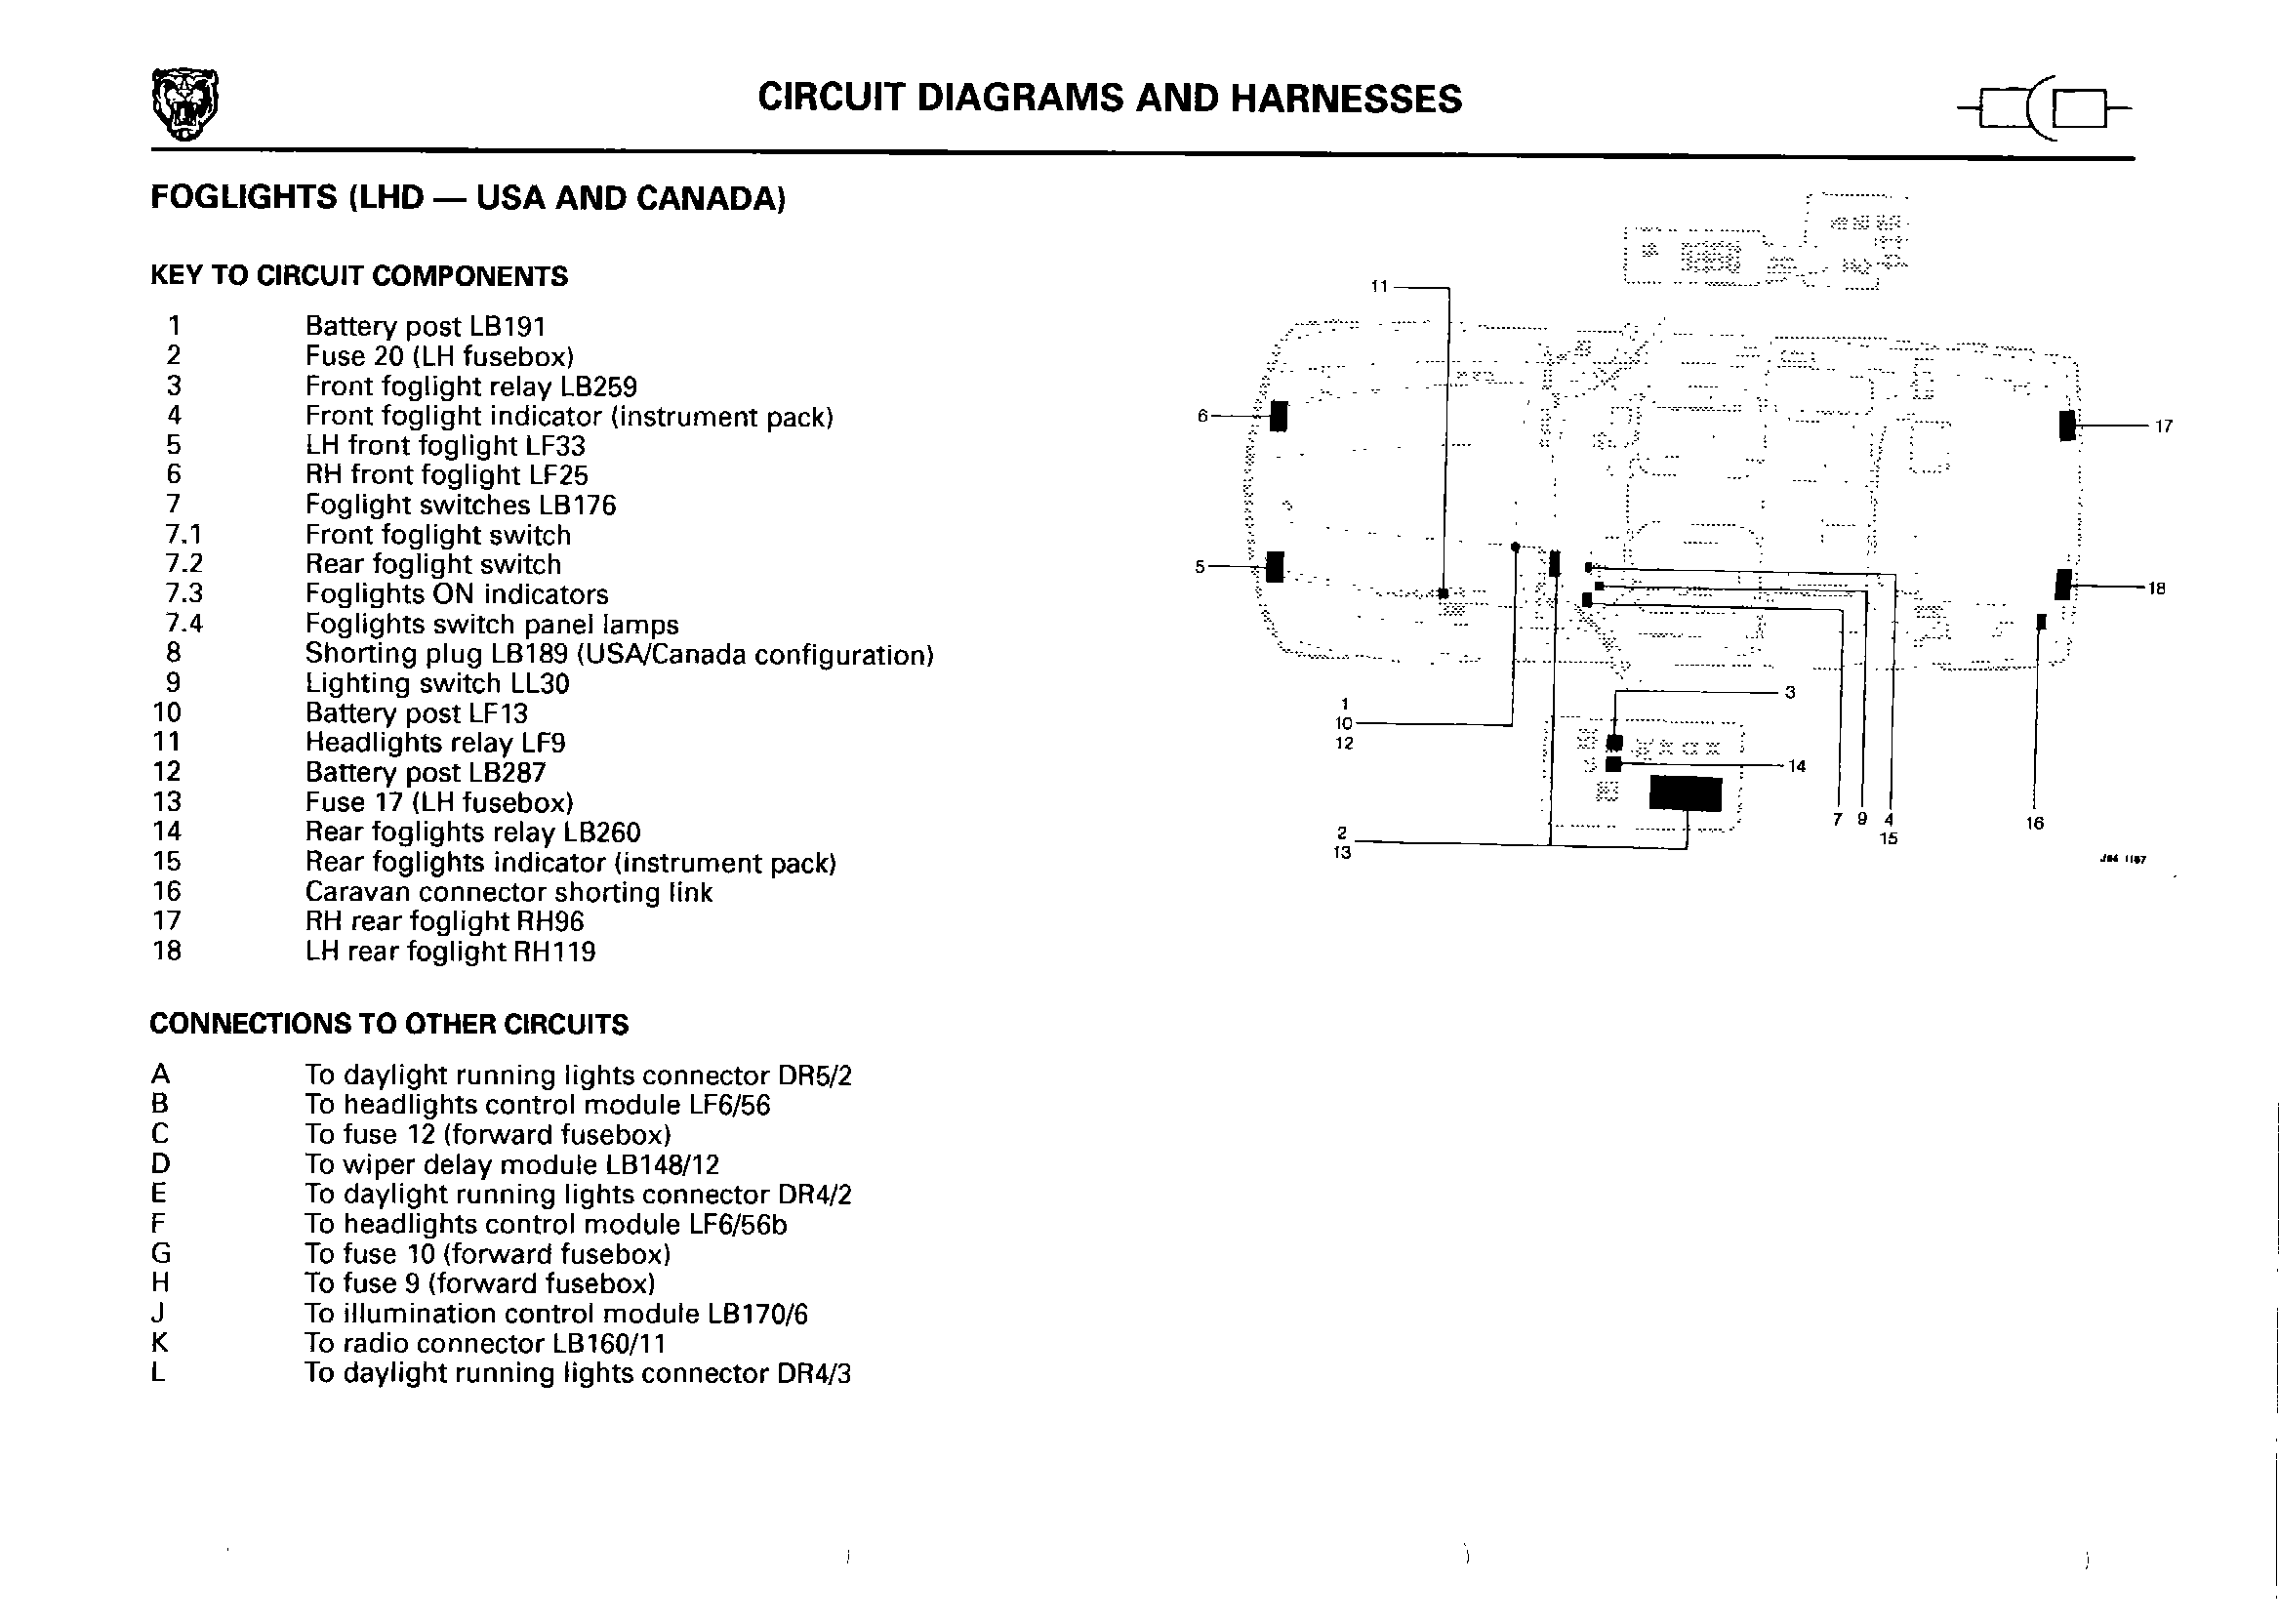 CIRCUIT DIAGRAMS AND HARNESSES
FOGLIGHTS (LHD — USA AND CANADA)
KEY TO CIRCUIT COMPONENTS
1 Battery post LB191
2 Fuse 20 (LH fusebox)
3 Front foglight relay LB259
4 Front foglight indicator (instrument pack)
5 LH front foglight LF33
6 RH front foglight LF25
7 Foglight switches LB176
7.1 Front foglight switch
7.2 Rear foglight switch
7.3 Foglights ON indicators
7.4 Foglights switch panel lamps
8 Shorting plug LB189 (USA/Canada configuration)
9 Lighting switch LL30
10 Battery post LF13
11 Headlights relay LF9
12 Battery post LB287
13 Fuse 17 (LH fusebox)
14 Rear foglights relay LB260
15 Rear foglights indicator (instrument pack)
16 Caravan connector shorting link
17 RH rear foglight RH96
18 LH rear foglight RH119
CONNECTIONS TO OTHER CIRCUITS
A To daylight running lights connector DR5/2
B To headlights control module LF6/56
C To fuse 12 (forward fusebox)
D To wiper delay module LB148/12
E To daylight running lights connector DR4/2
F To headlights control module LF6/56b
G To fuse 10 (forward fusebox)
H To fuse 9 (forward fusebox)
J To illumination control module LB170/6
K To radio connector LB160/11
L To daylight running lights connector DR4/3
11
6
17
5
18
3
1
10
12
14
7 9 4
15
16
2
13